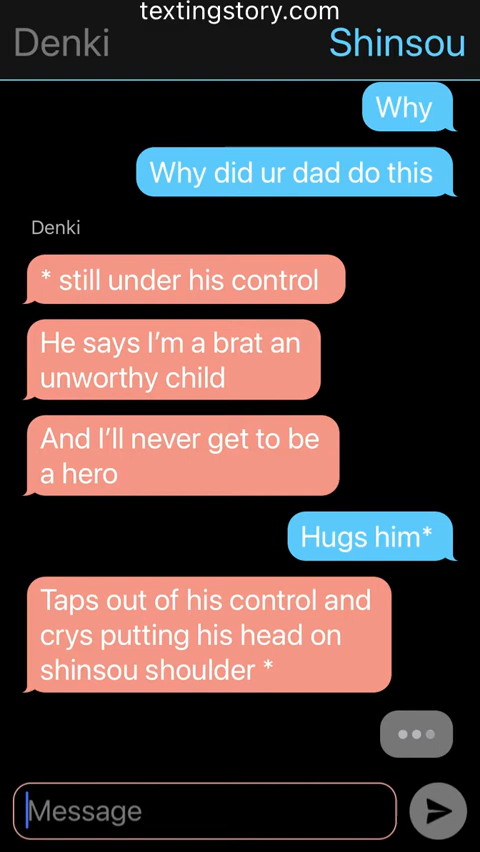 textingstory.com
Denki
Shinsou
Why
Why did ur dad do this
Denki
* still under his control
He says I’m a brat an
unworthy child
And I’ll never get to be
a hero
Hugs him*
Taps out of his control and
crys putting his head on
shinsou shoulder *
Message